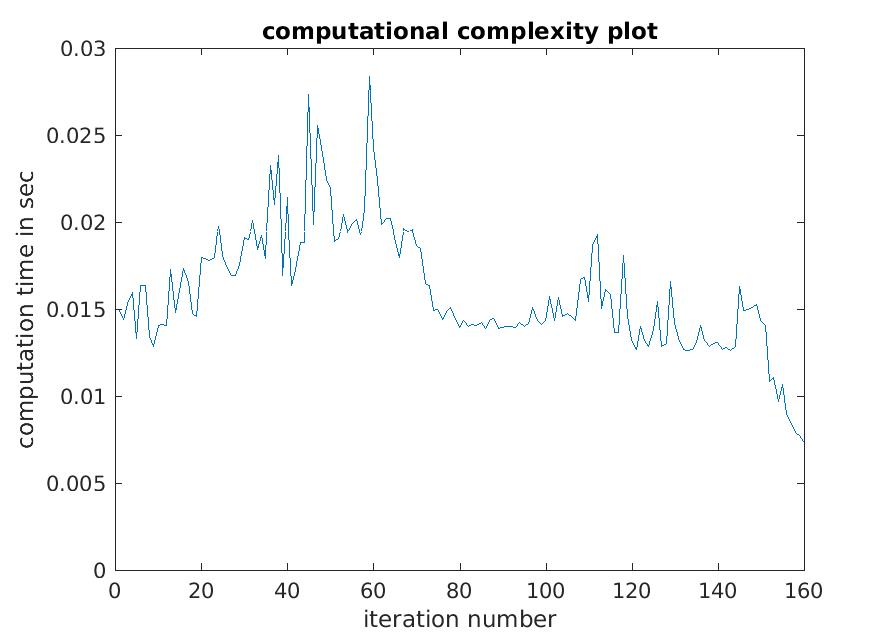 computational complexity plot
0.03
0.025
0.02
0.015
0.01
0.005
0
computation time in sec
0 20 40 60 80 100 120 140 160
iteration number